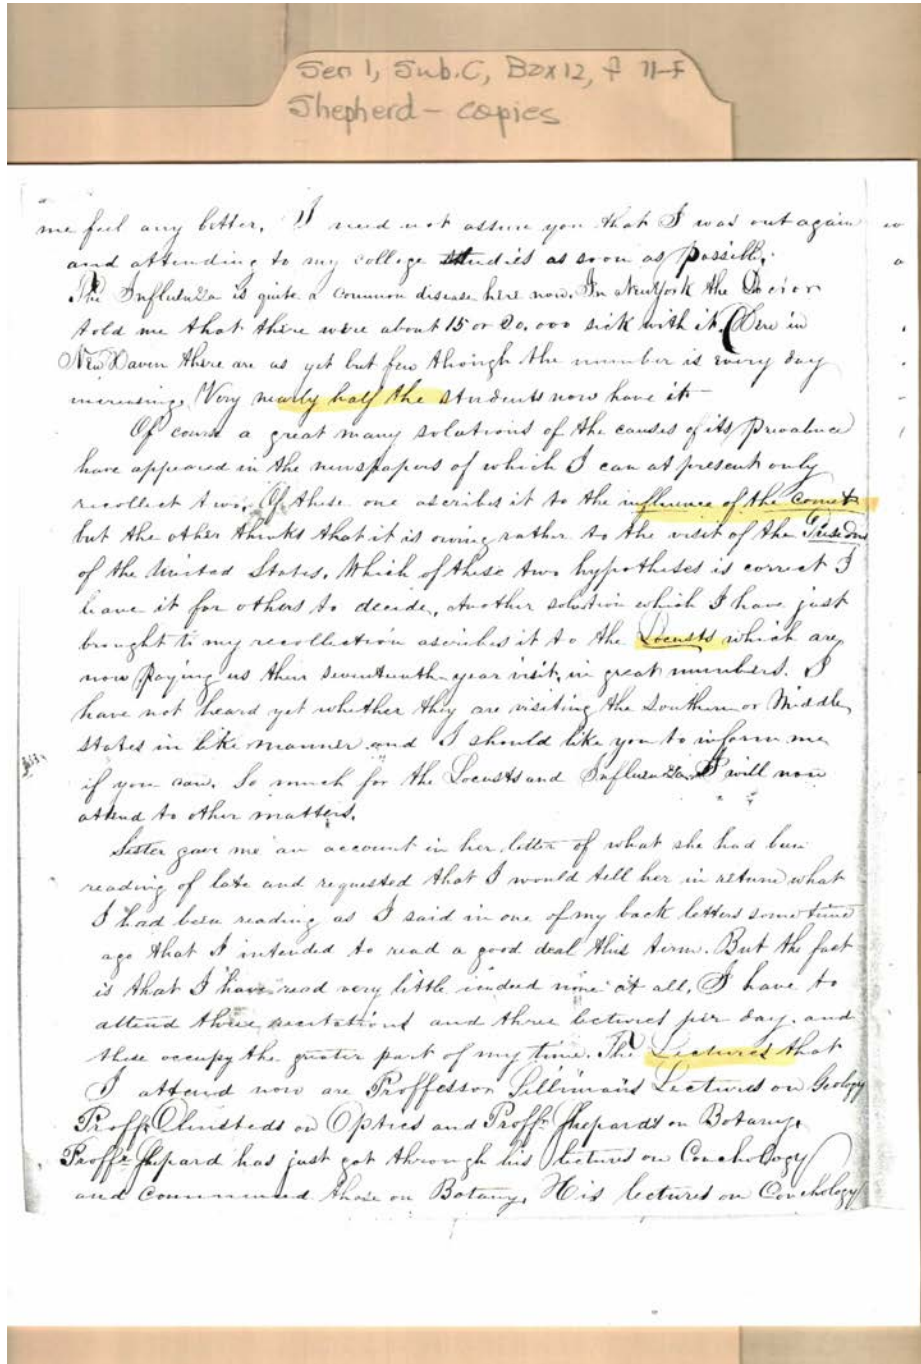 Ser 1, Sub. C, Box 12, f 11-F
Shepherd - copies
me feel any better. I need not assure you that I was out again
and attending to my college studies as soon as possible.
The Influenza is quite a common disease here now. In New York the Doctor
told me that there were about 15 or 20,000 sick with it. Here in
New Haven there are as yet but few though the number is every day
increasing. Very nearly half the students now have it
Of course a great many solutions of the causes of its prevalence
have appeared in the newspapers of which I can at present only
recollect two. Of these one ascribes it to the influence of the comet
but the other thinks that it is owing rather to the visit of the
of the United States. Which of these two hypotheses is correct I
leave it for others to decide. Another solution which I have just
brought to my recollection ascribes it to the Locusts which are
now paying us their seventeenth-year visit, in great numbers. I
have not heard yet whether they are visiting the Southern or Middle
states in like manner and I should like you to inform me
if you can. So much for the Locusts and Influenza. I will now
attend to other matters.
Sister gave me an account in her letter of what she had been
reading of late and requested that I would tell her in return what
I had been reading as I said in one of my back letters some time
ago that I intended to read a good deal this term. But the fact
is that I have read very little indeed none at all. I have to
attend three recitations and three lectures per day. and
these occupy the greater part of my time. The Lectures that
I attend now are Proffessor Silliman's Lectures on Geology
Proffr. Olmsteds on Optics and Proffr. Shepards on Botany.
Proffr. Shepard has just got through his lectures on Conchology
and commenced those on Botany. His lectures on Conchology